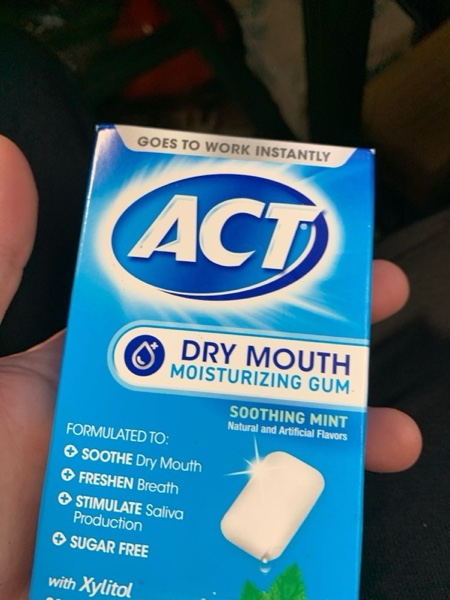 GOES TO WORK INSTANTLY
ACT®
DRY MOUTH
MOISTURIZING GUM
SOOTHING MINT
Natural and Artificial Flavors
FORMULATED TO:
SOOTHE Dry Mouth
FRESHEN Breath
STIMULATE Saliva
Production
SUGAR FREE
with Xylitol